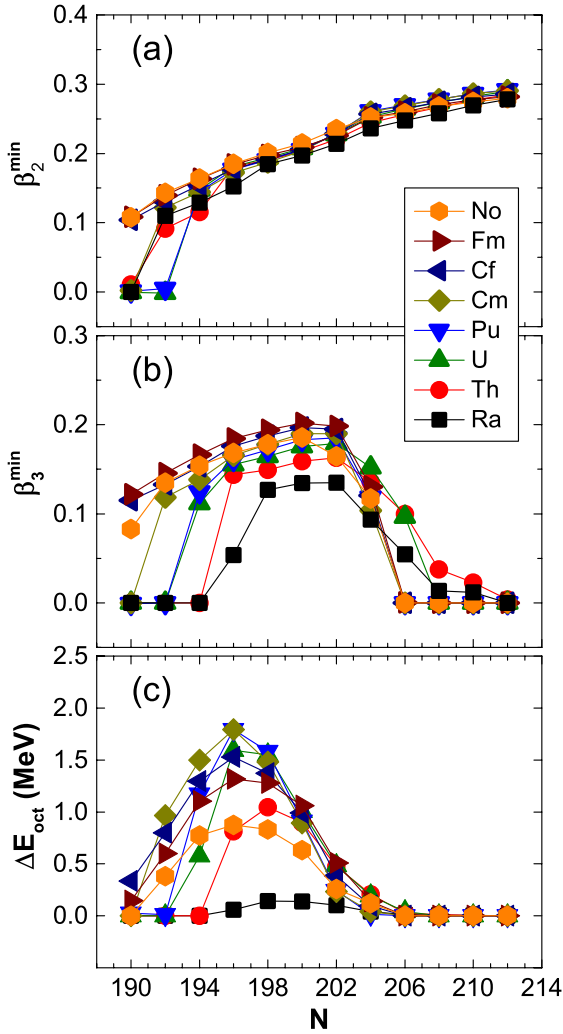 (a)
0.4
0.3
0.2
0.1
0.0
β₂ᵐⁱⁿ
No
Fm
Cf
Cm
Pu
U
Th
Ra
(b)
0.3
0.2
0.1
0.0
β₃ᵐⁱⁿ
(c)
2.5
2.0
1.5
1.0
0.5
0.0
ΔE_oct (MeV)
190 194 198 202 206 210 214
N